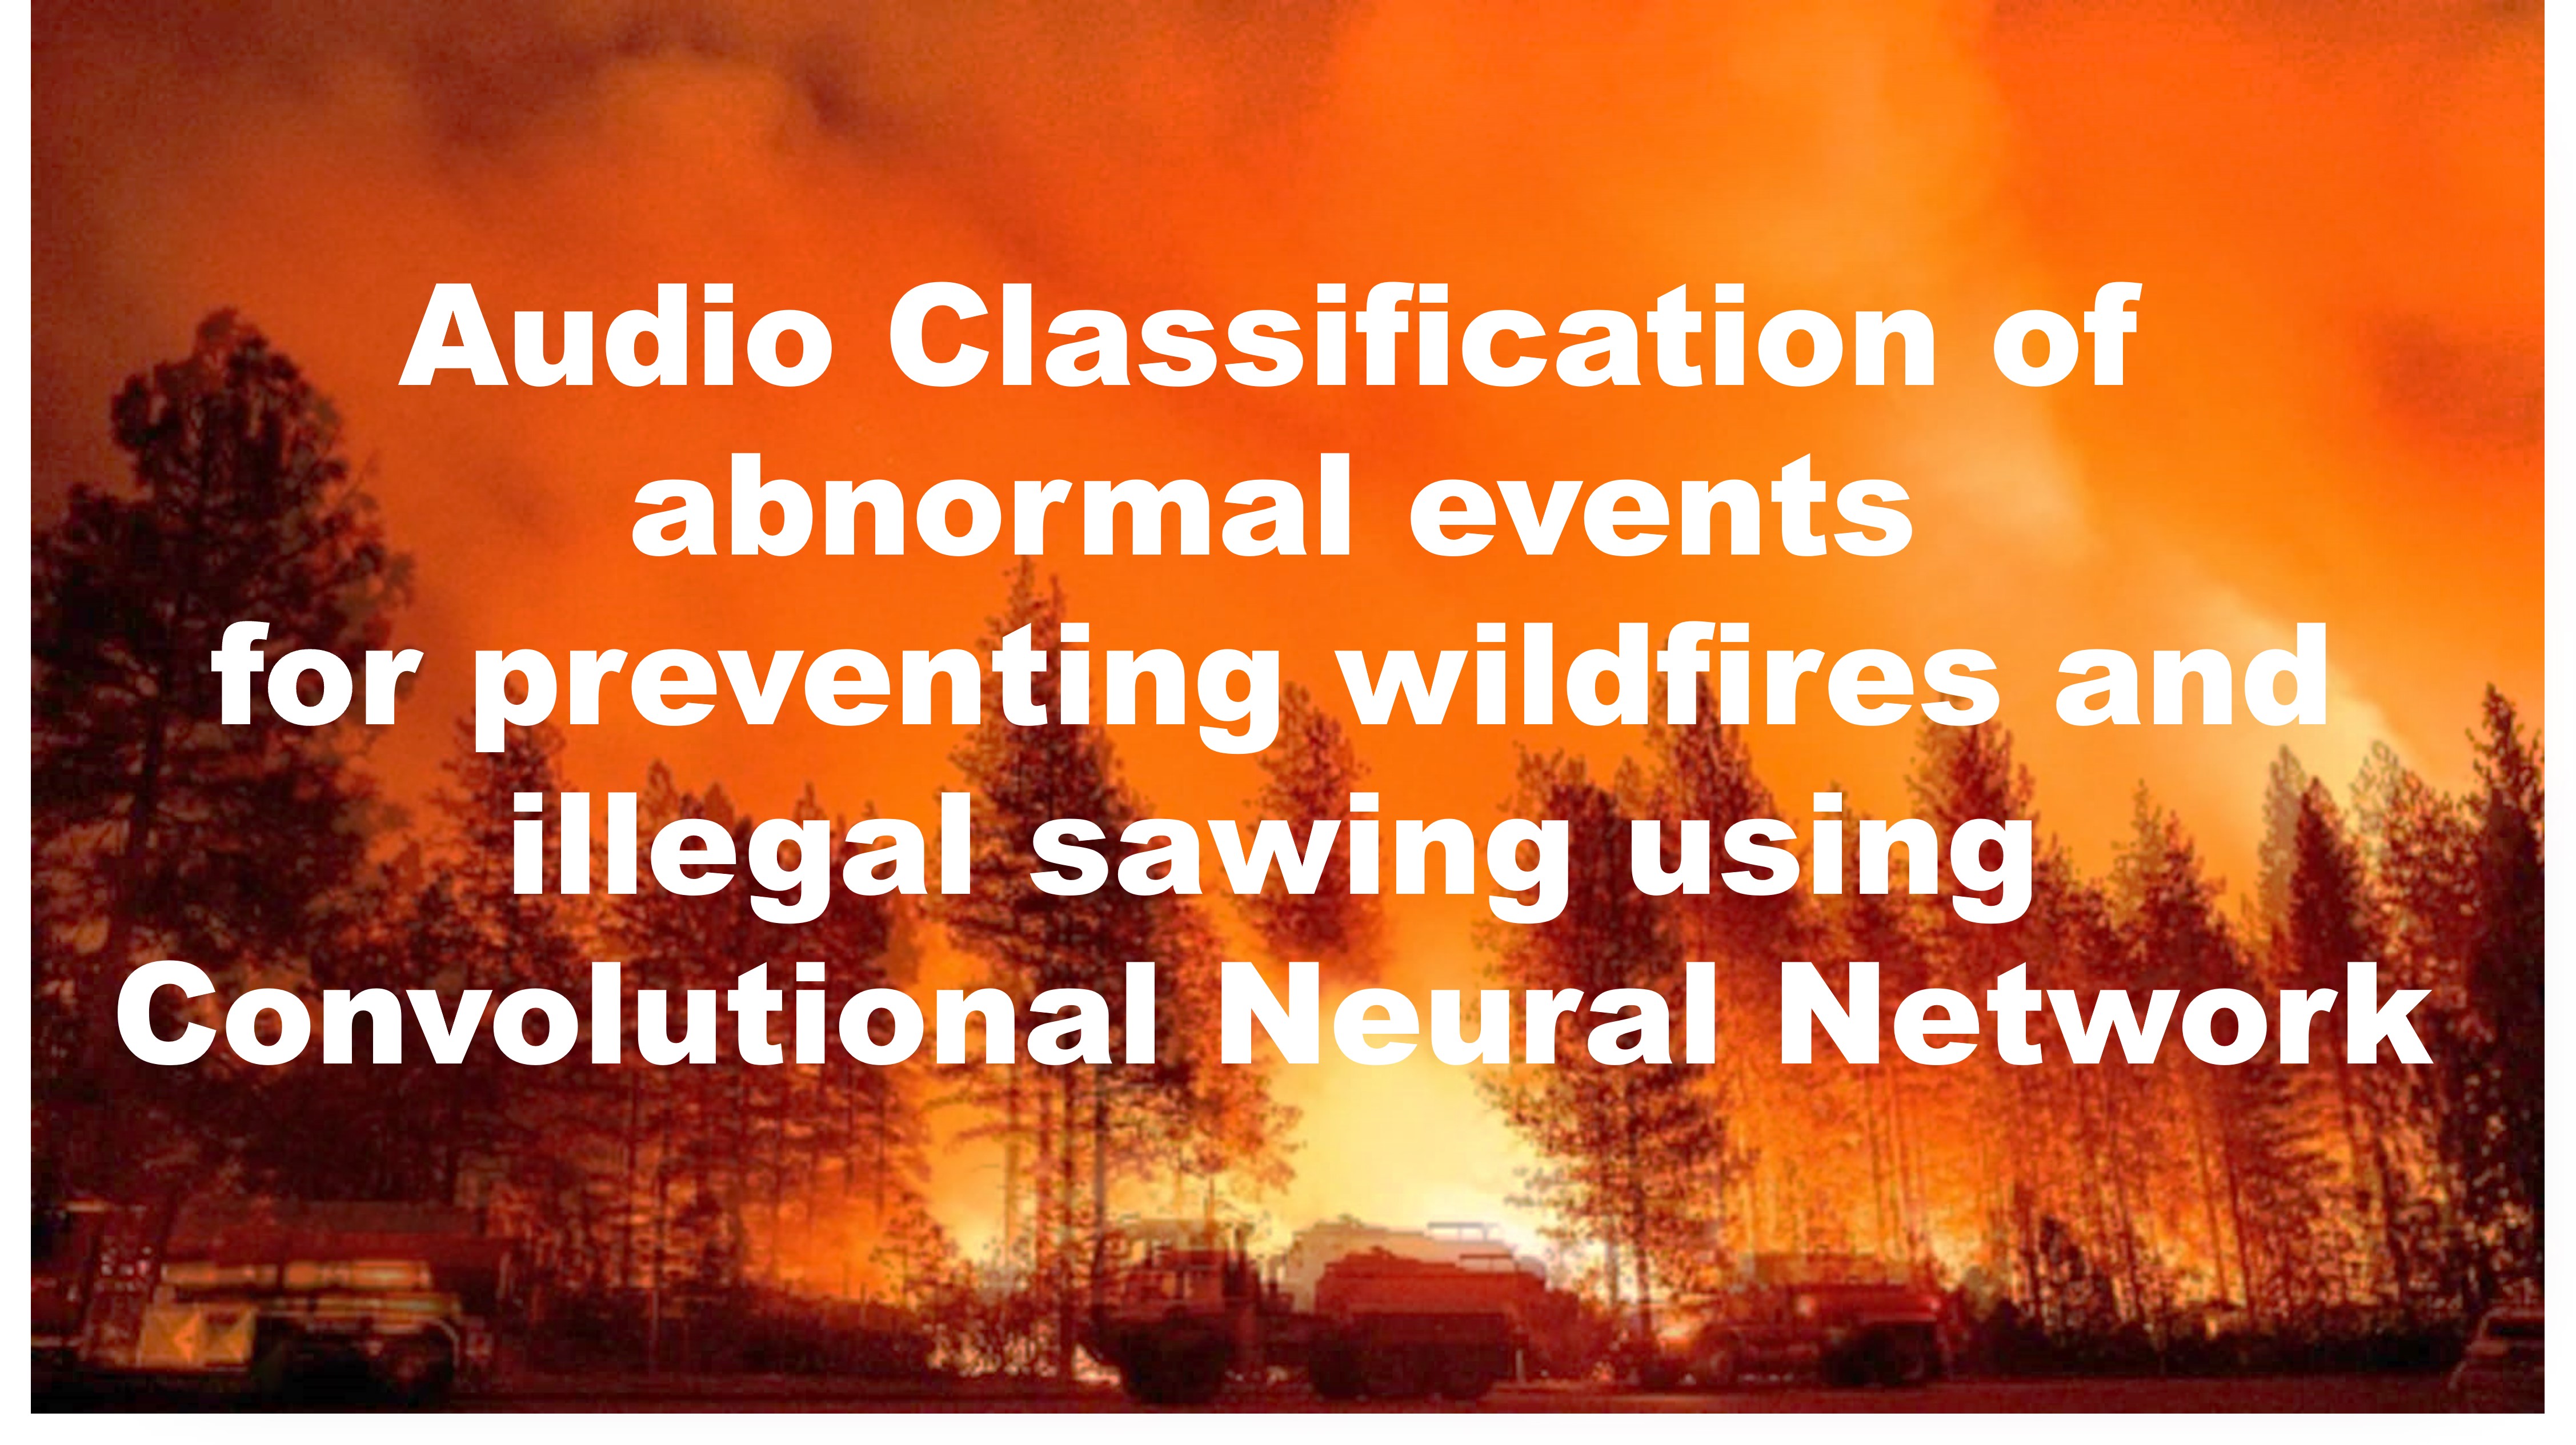 Audio Classification of
abnormal events
for preventing wildfires and
illegal sawing using
Convolutional Neural Network